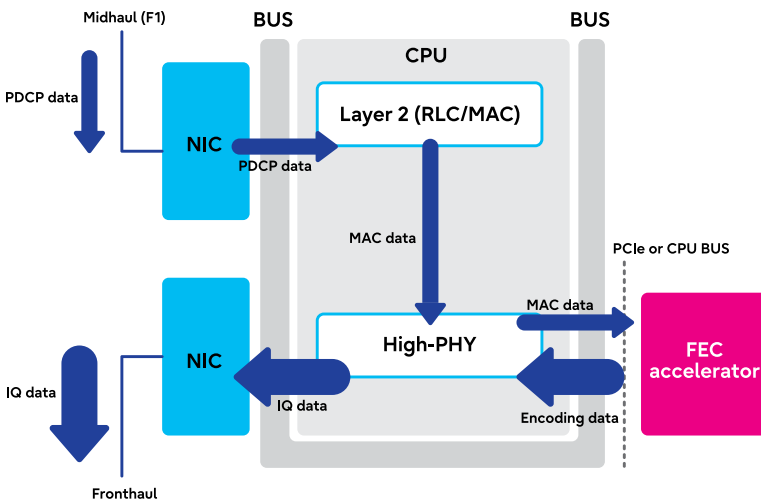 Midhaul (F1)
BUS
BUS
CPU
PDCP data
NIC
Layer 2 (RLC/MAC)
PDCP data
MAC data
PCIe or CPU BUS
MAC data
NIC
High-PHY
FEC
accelerator
IQ data
IQ data
Encoding data
Fronthaul